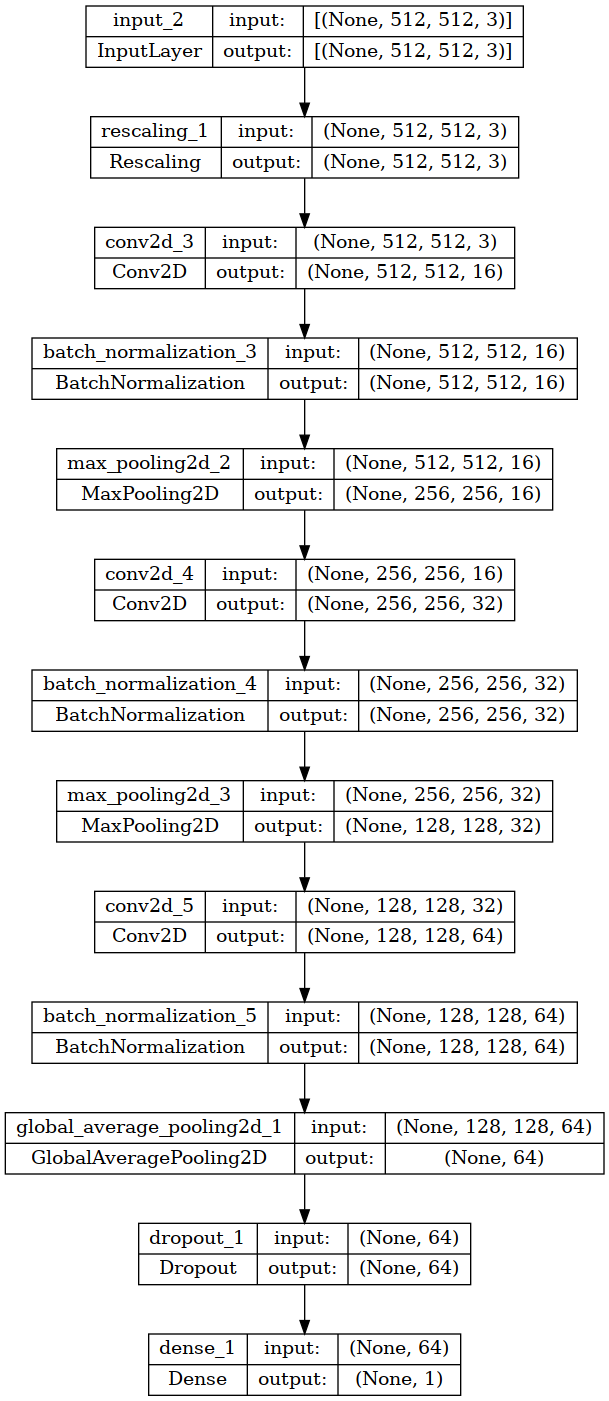 input_2 input: [(None, 512, 512, 3)]
InputLayer output: [(None, 512, 512, 3)]
rescaling_1 input: (None, 512, 512, 3)
Rescaling output: (None, 512, 512, 3)
conv2d_3 input: (None, 512, 512, 3)
Conv2D output: (None, 512, 512, 16)
batch_normalization_3 input: (None, 512, 512, 16)
BatchNormalization output: (None, 512, 512, 16)
max_pooling2d_2 input: (None, 512, 512, 16)
MaxPooling2D output: (None, 256, 256, 16)
conv2d_4 input: (None, 256, 256, 16)
Conv2D output: (None, 256, 256, 32)
batch_normalization_4 input: (None, 256, 256, 32)
BatchNormalization output: (None, 256, 256, 32)
max_pooling2d_3 input: (None, 256, 256, 32)
MaxPooling2D output: (None, 128, 128, 32)
conv2d_5 input: (None, 128, 128, 32)
Conv2D output: (None, 128, 128, 64)
batch_normalization_5 input: (None, 128, 128, 64)
BatchNormalization output: (None, 128, 128, 64)
global_average_pooling2d_1 input: (None, 128, 128, 64)
GlobalAveragePooling2D output: (None, 64)
dropout_1 input: (None, 64)
Dropout output: (None, 64)
dense_1 input: (None, 64)
Dense output: (None, 1)